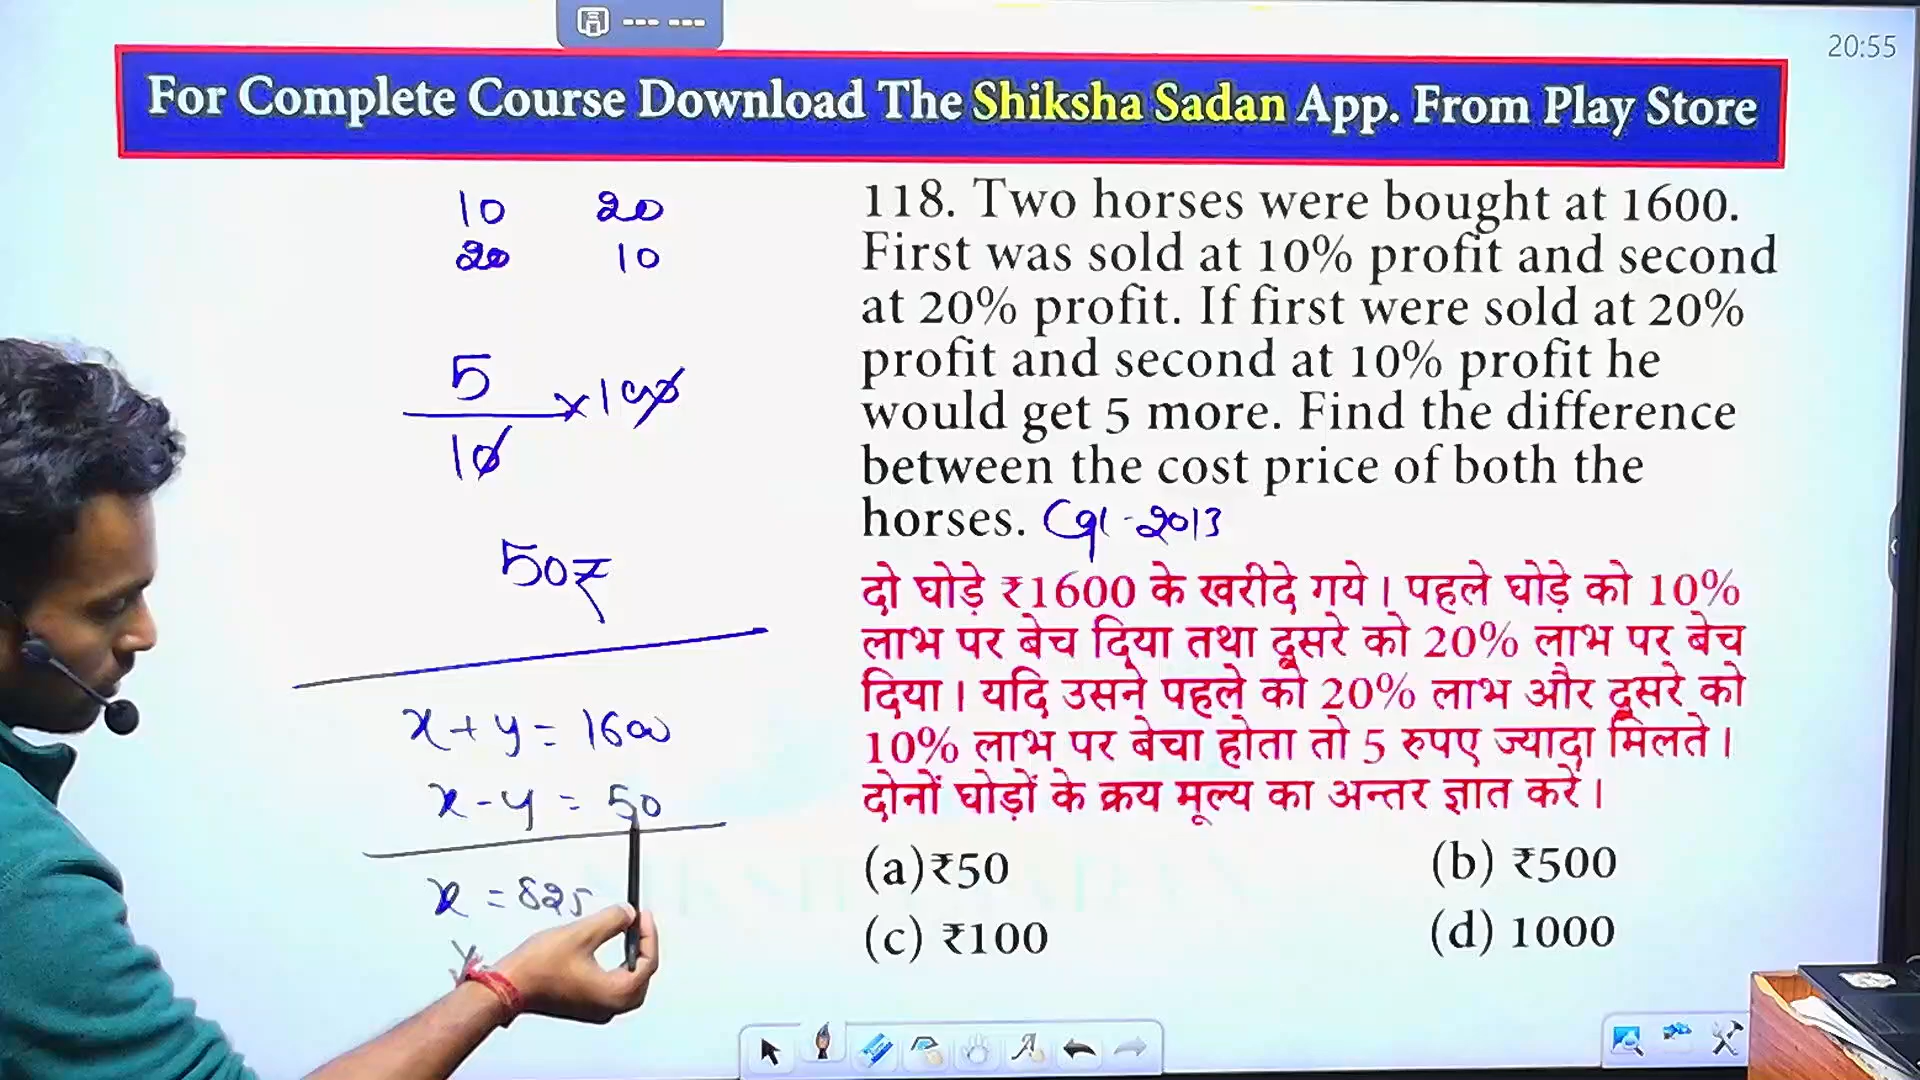 20:55
For Complete Course Download The Shiksha Sadan App. From Play Store
10 20
20 10
5
× 100
10
50₹
x + y = 1600
x - y = 50
x = 825
y
118. Two horses were bought at 1600.
First was sold at 10% profit and second
at 20% profit. If first were sold at 20%
profit and second at 10% profit he
would get 5 more. Find the difference
between the cost price of both the
horses. Cgl - 2013
दो घोड़े ₹1600 के खरीदे गये। पहले घोड़े को 10%
लाभ पर बेच दिया तथा दूसरे को 20% लाभ पर बेच
दिया। यदि उसने पहले को 20% लाभ और दूसरे को
10% लाभ पर बेचा होता तो 5 रुपए ज्यादा मिलते।
दोनों घोड़ों के क्रय मूल्य का अन्तर ज्ञात करें।
(a) ₹50 (b) ₹500
(c) ₹100 (d) 1000